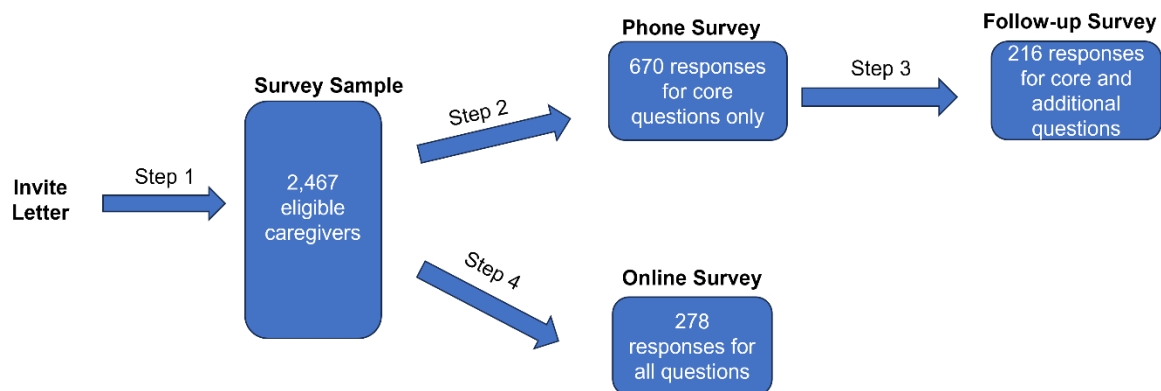 Invite
Letter
Step 1
Survey Sample
2,467
eligible
caregivers
Step 2
Phone Survey
670 responses
for core
questions only
Step 3
Follow-up Survey
216 responses
for core and
additional
questions
Step 4
Online Survey
278
responses for
all questions